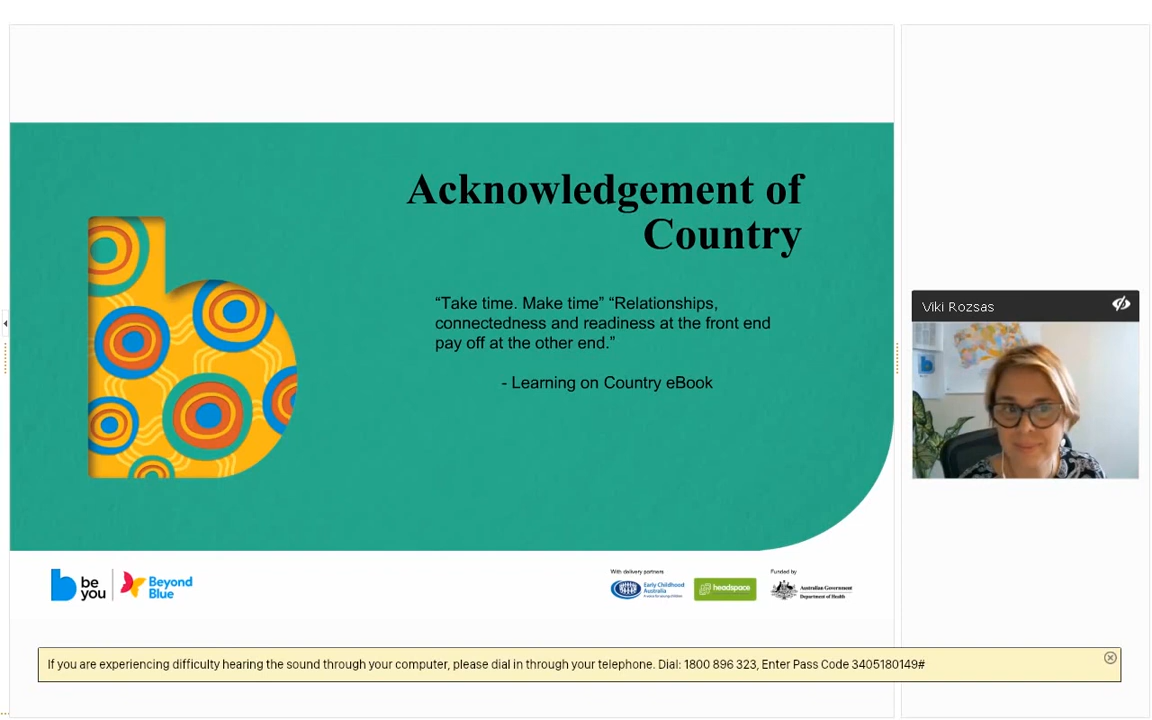 Acknowledgement of
Country
“Take time. Make time” “Relationships,
connectedness and readiness at the front end
pay off at the other end.”
- Learning on Country eBook
Viki Rozsas
be
you
Beyond
Blue
With delivery partners
Early Childhood
Australia
headspace
Funded by
Australian Government
Department of Health
If you are experiencing difficulty hearing the sound through your computer, please dial in through your telephone. Dial: 1800 896 323, Enter Pass Code 3405180149#